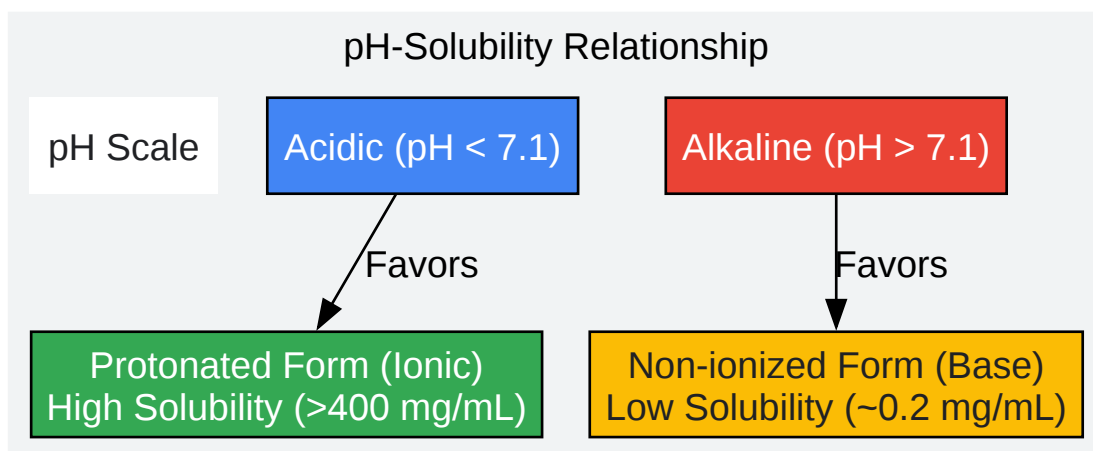 pH-Solubility Relationship
pH Scale
Acidic (pH < 7.1)
Alkaline (pH > 7.1)
Favors
Favors
Protonated Form (Ionic)
High Solubility (>400 mg/mL)
Non-ionized Form (Base)
Low Solubility (~0.2 mg/mL)